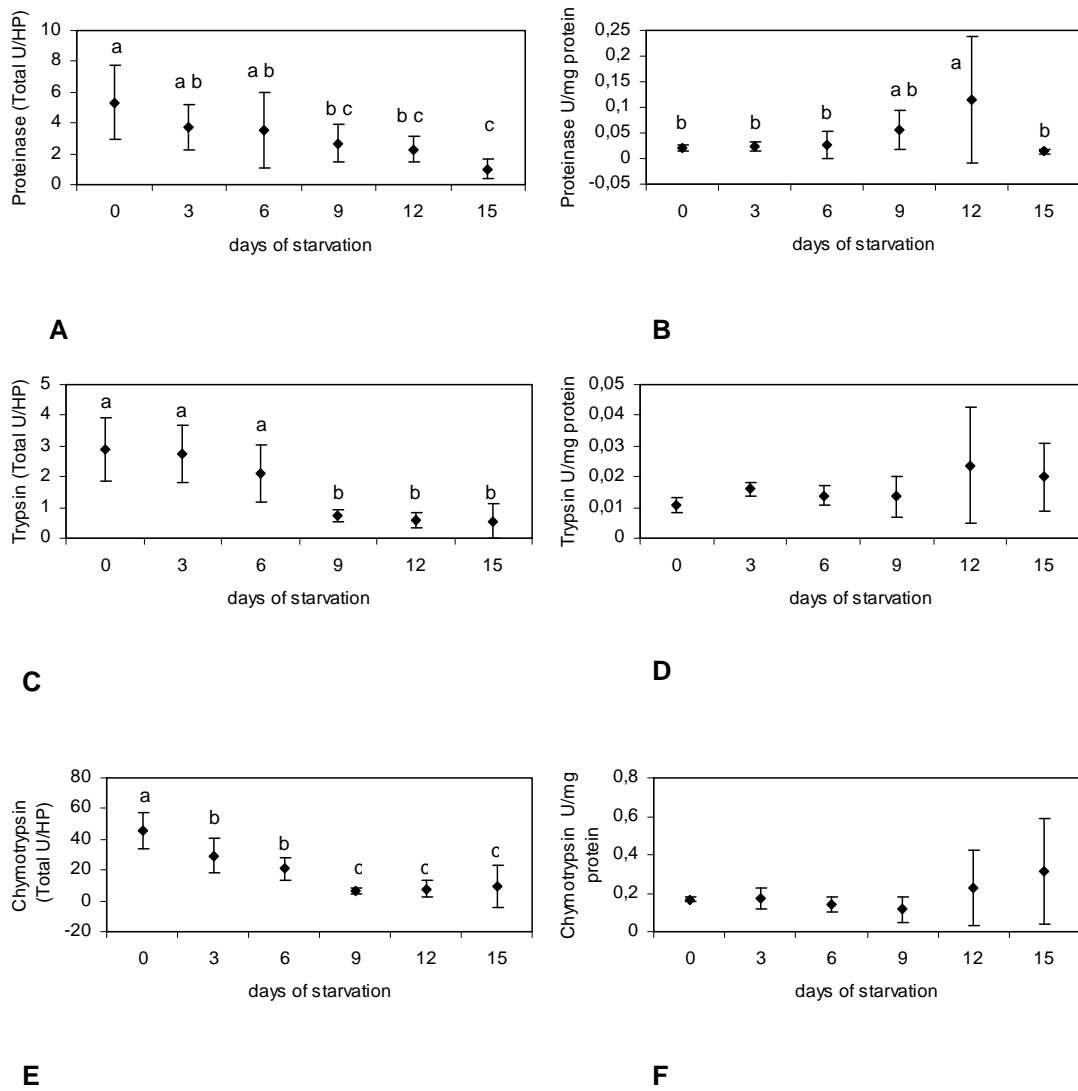 Proteinase (Total U/HP)
10
8
6
4
2
0
a
a b
a b
b c
b c
c
0 3 6 9 12 15
days of starvation
A
Proteinase U/mg protein
0,25
0,2
0,15
0,1
0,05
0
-0,05
b
b
b
a b
a
b
0 3 6 9 12 15
days of starvation
B
Trypsin (Total U/HP)
5
4
3
2
1
0
a
a
a
b
b
b
0 3 6 9 12 15
days of starvation
C
Trypsin U/mg protein
0,05
0,04
0,03
0,02
0,01
0
0 3 6 9 12 15
days of starvation
D
Chymotrypsin
(Total U/HP)
80
60
40
20
0
-20
a
b
b
c
c
c
0 3 6 9 12 15
days of starvation
E
Chymotrypsin U/mg
protein
0,8
0,6
0,4
0,2
0
0 3 6 9 12 15
days of starvation
F